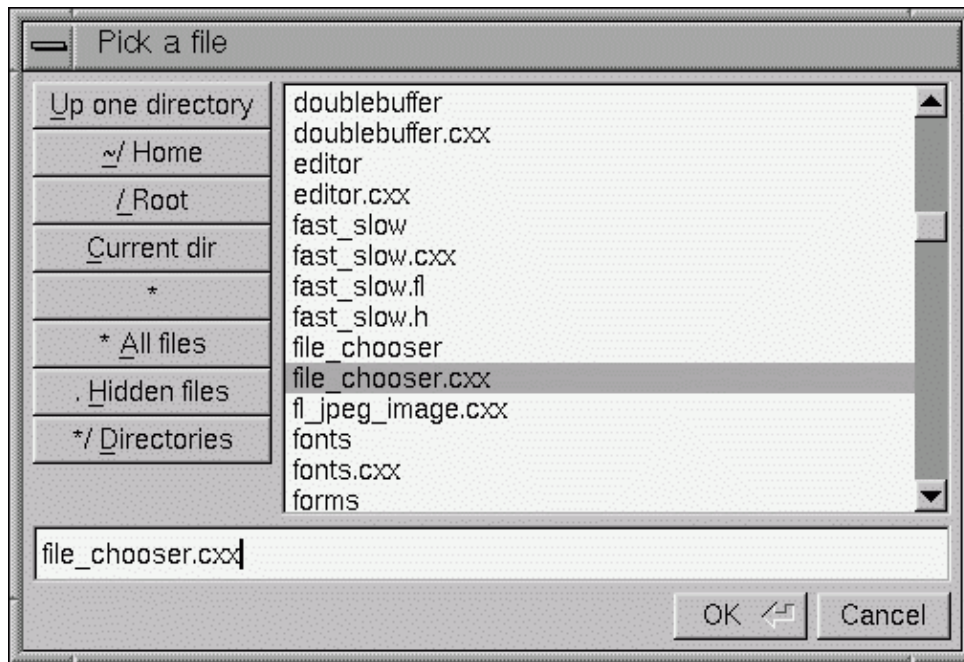 Pick a file
Up one directory
~/ Home
/ Root
Current dir
*
* All files
. Hidden files
*/ Directories
doublebuffer
doublebuffer.cxx
editor
editor.cxx
fast_slow
fast_slow.cxx
fast_slow.fl
fast_slow.h
file_chooser
file_chooser.cxx
fl_jpeg_image.cxx
fonts
fonts.cxx
forms
file_chooser.cxx
OK
Cancel